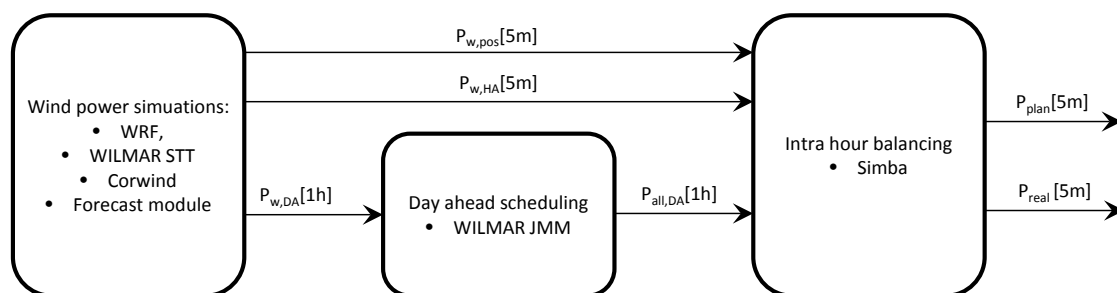 Wind power simuations:
• WRF,
• WILMAR STT
• Corwind
• Forecast module
P_w,pos[5m]
P_w,HA[5m]
P_w,DA[1h]
Day ahead scheduling
• WILMAR JMM
P_all,DA[1h]
Intra hour balancing
• Simba
P_plan[5m]
P_real [5m]